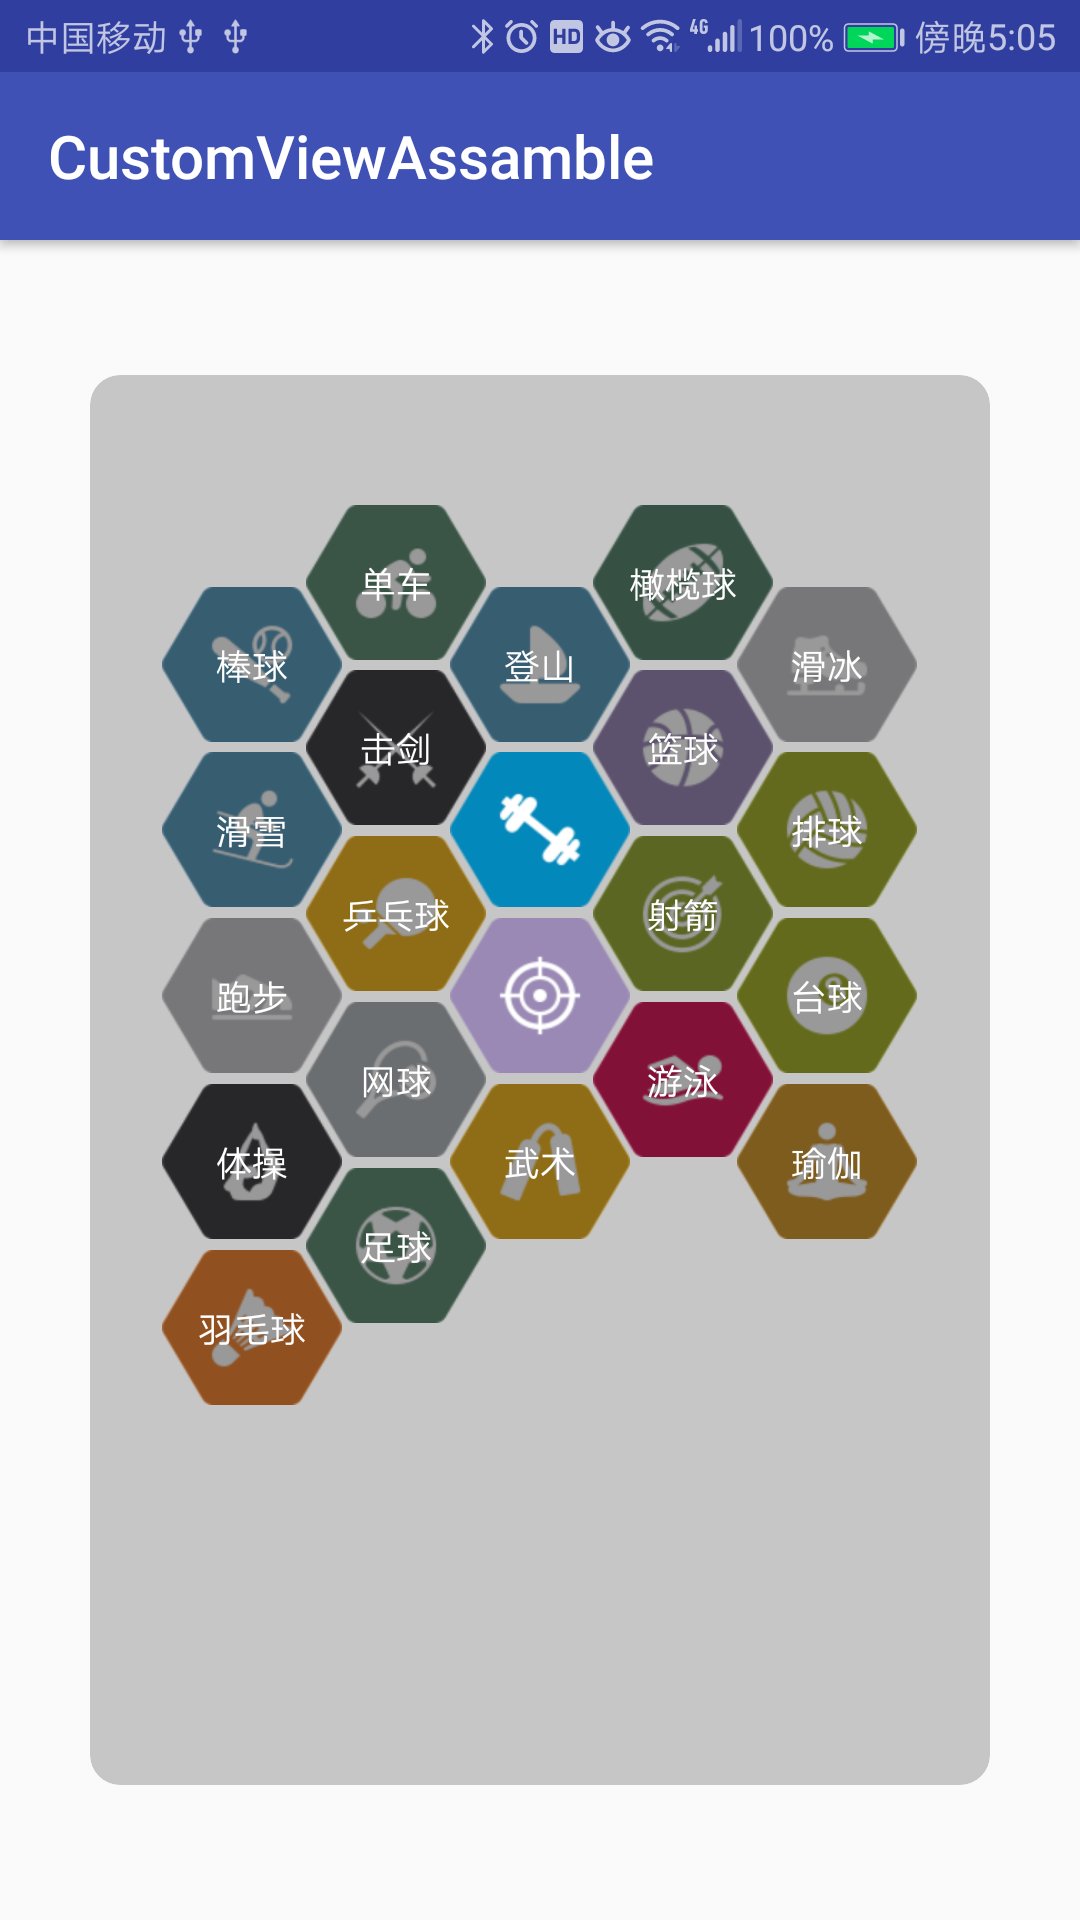 中国移动 HD 4G 100% 傍晚5:05
CustomViewAssamble
单车 橄榄球
棒球 登山 滑冰
击剑 篮球
滑雪 排球
乒乓球 射箭
跑步 台球
网球 游泳
体操 武术 瑜伽
足球
羽毛球